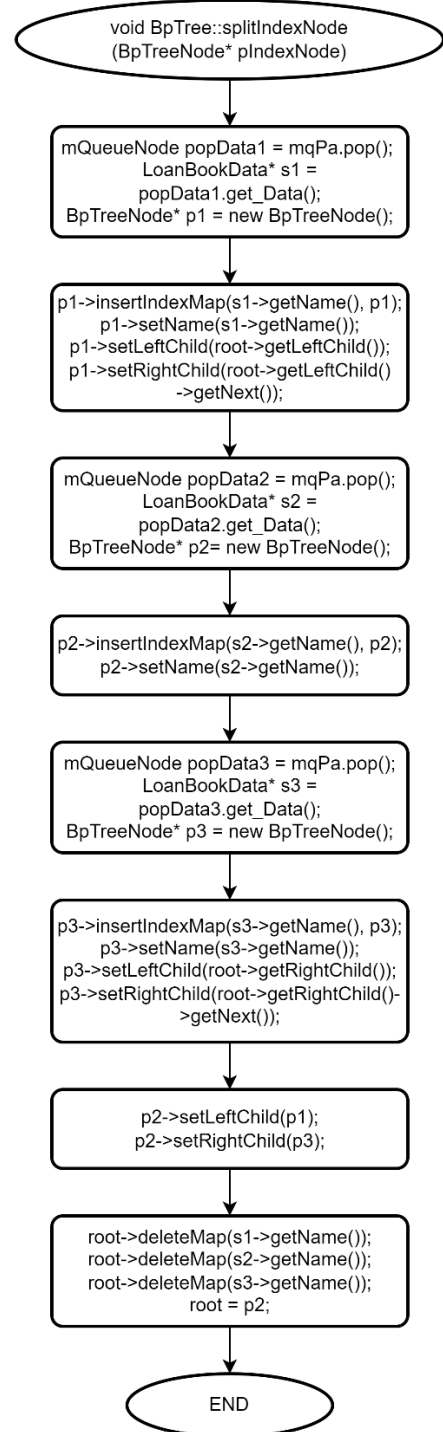 void BpTree::splitIndexNode
(BpTreeNode* pIndexNode)
mQueueNode popData1 = mqPa.pop();
LoanBookData* s1 =
popData1.get_Data();
BpTreeNode* p1 = new BpTreeNode();
p1->insertIndexMap(s1->getName(), p1);
p1->setName(s1->getName());
p1->setLeftChild(root->getLeftChild());
p1->setRightChild(root->getLeftChild()
->getNext());
mQueueNode popData2 = mqPa.pop();
LoanBookData* s2 =
popData2.get_Data();
BpTreeNode* p2= new BpTreeNode();
p2->insertIndexMap(s2->getName(), p2);
p2->setName(s2->getName());
mQueueNode popData3 = mqPa.pop();
LoanBookData* s3 =
popData3.get_Data();
BpTreeNode* p3 = new BpTreeNode();
p3->insertIndexMap(s3->getName(), p3);
p3->setName(s3->getName());
p3->setLeftChild(root->getRightChild());
p3->setRightChild(root->getRightChild()-
>getNext());
p2->setLeftChild(p1);
p2->setRightChild(p3);
root->deleteMap(s1->getName());
root->deleteMap(s2->getName());
root->deleteMap(s3->getName());
root = p2;
END